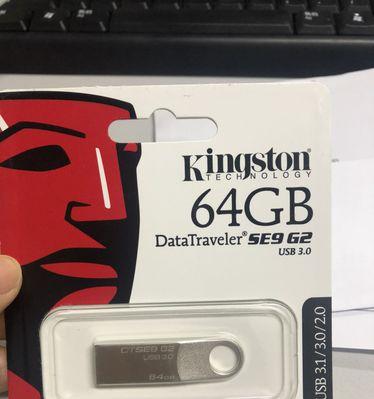 Kingston
TECHNOLOGY
64GB
DataTraveler® SE9 G2
USB 3.0
DTSE9 G2
USB 3.0
64GB
USB 3.1/3.0/2.0